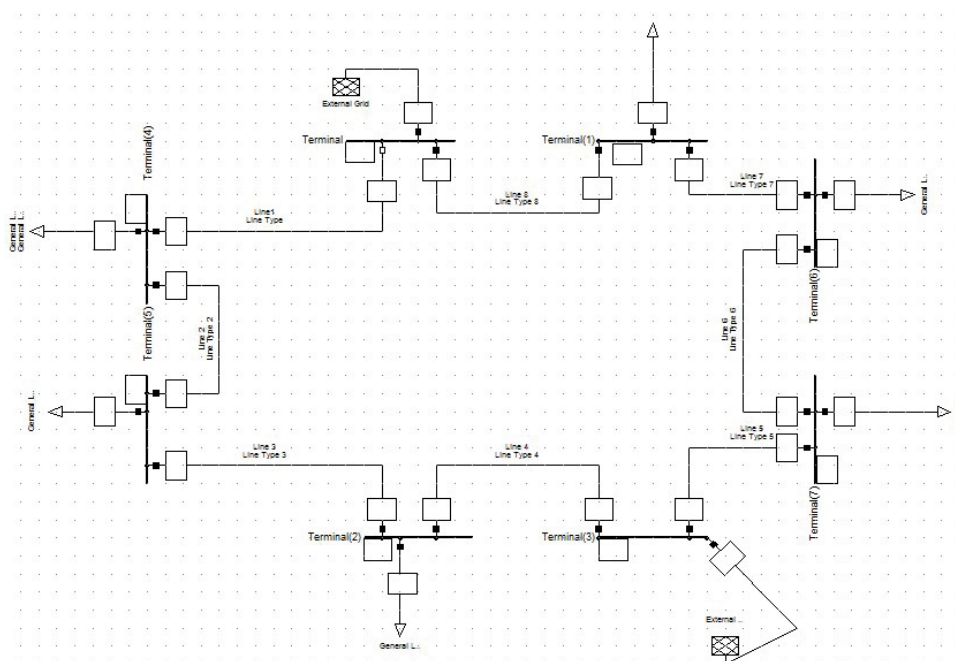 External Grid
Terminal
Terminal(1)
Terminal(4)
Line 7
Line Type 7
Line 8
Line Type 8
Line1
Line Type
General L..
General L..
General L..
Terminal(6)
Terminal(5)
Line 2
Line Type 2
Line 6
Line Type 6
General L..
Line 3
Line Type 3
Line 4
Line Type 4
Line 5
Line Type 5
Terminal(7)
Terminal(2)
Terminal(3)
External ..
General L..